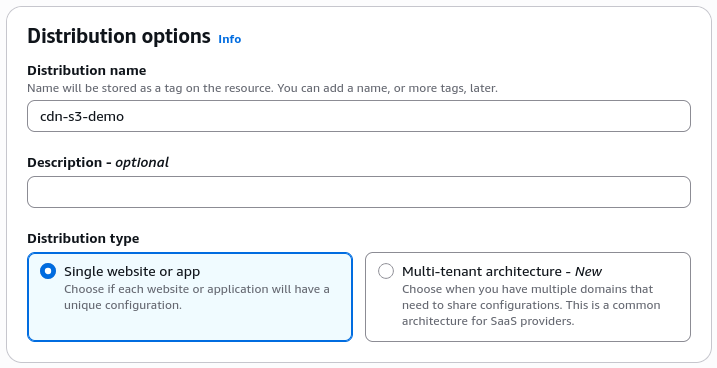 Distribution options Info
Distribution name
Name will be stored as a tag on the resource. You can add a name, or more tags, later.
cdn-s3-demo
Description - optional
Distribution type
Single website or app
Choose if each website or application will have a
unique configuration.
Multi-tenant architecture - New
Choose when you have multiple domains that
need to share configurations. This is a common
architecture for SaaS providers.